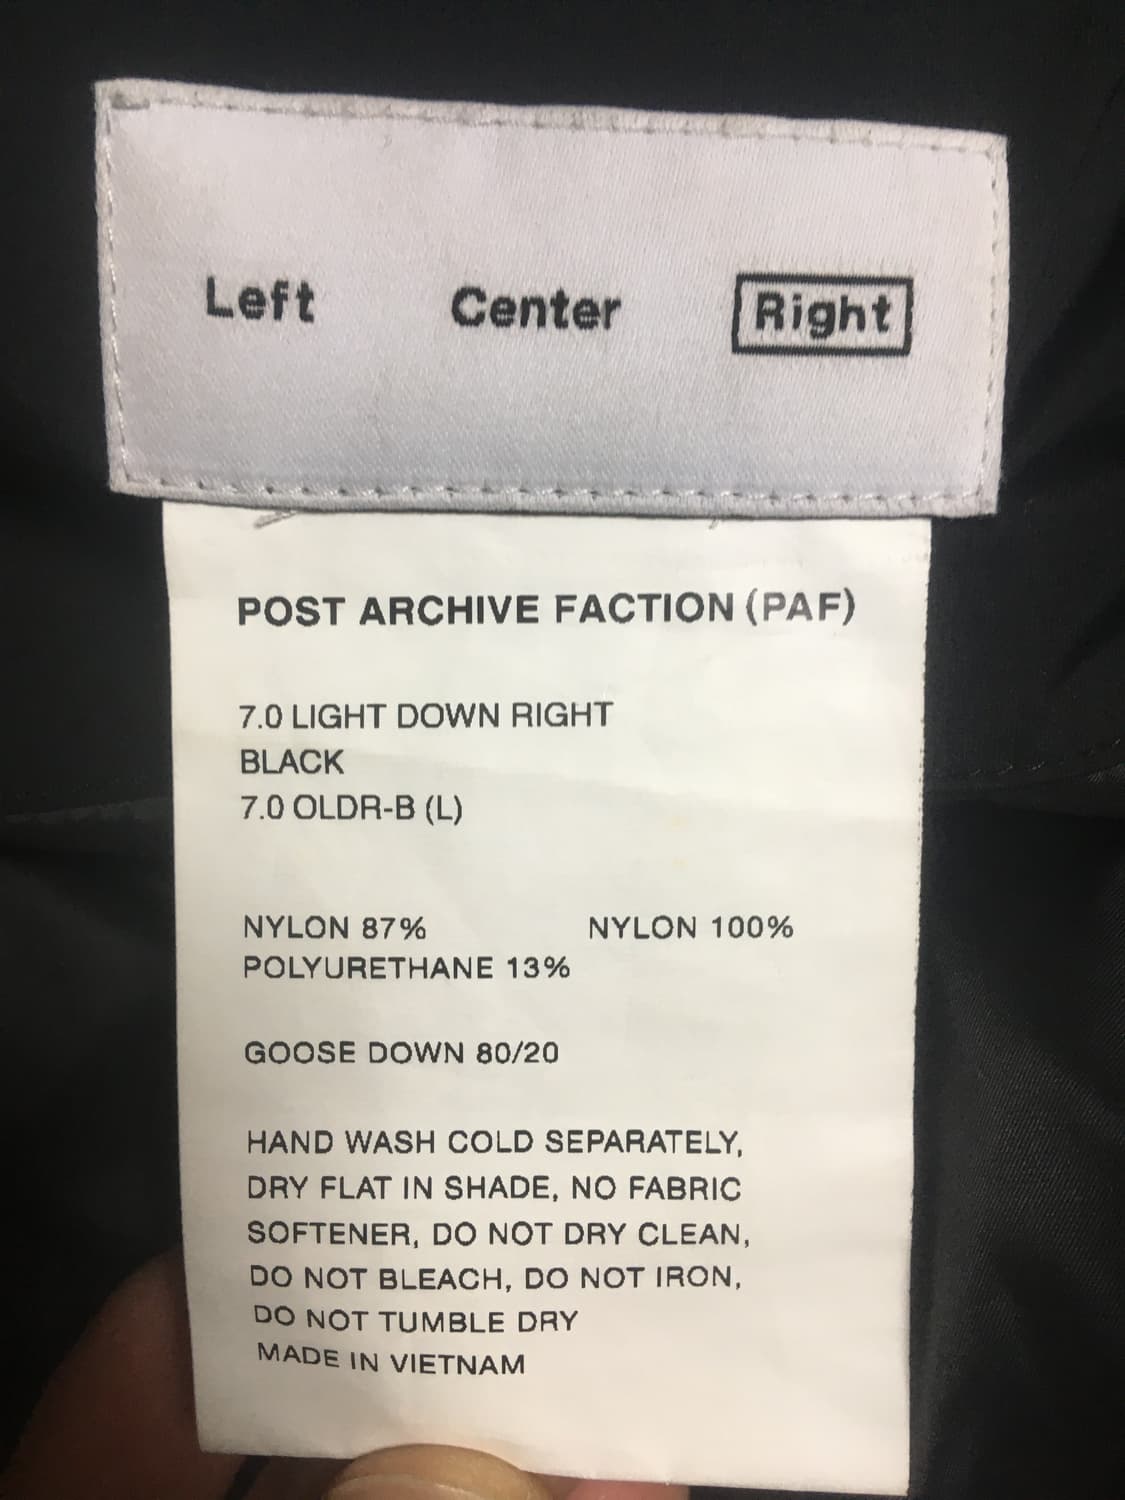 Left Center Right
POST ARCHIVE FACTION (PAF)
7.0 LIGHT DOWN RIGHT
BLACK
7.0 OLDR-B (L)
NYLON 87% NYLON 100%
POLYURETHANE 13%
GOOSE DOWN 80/20
HAND WASH COLD SEPARATELY,
DRY FLAT IN SHADE, NO FABRIC
SOFTENER, DO NOT DRY CLEAN,
DO NOT BLEACH, DO NOT IRON,
DO NOT TUMBLE DRY
MADE IN VIETNAM